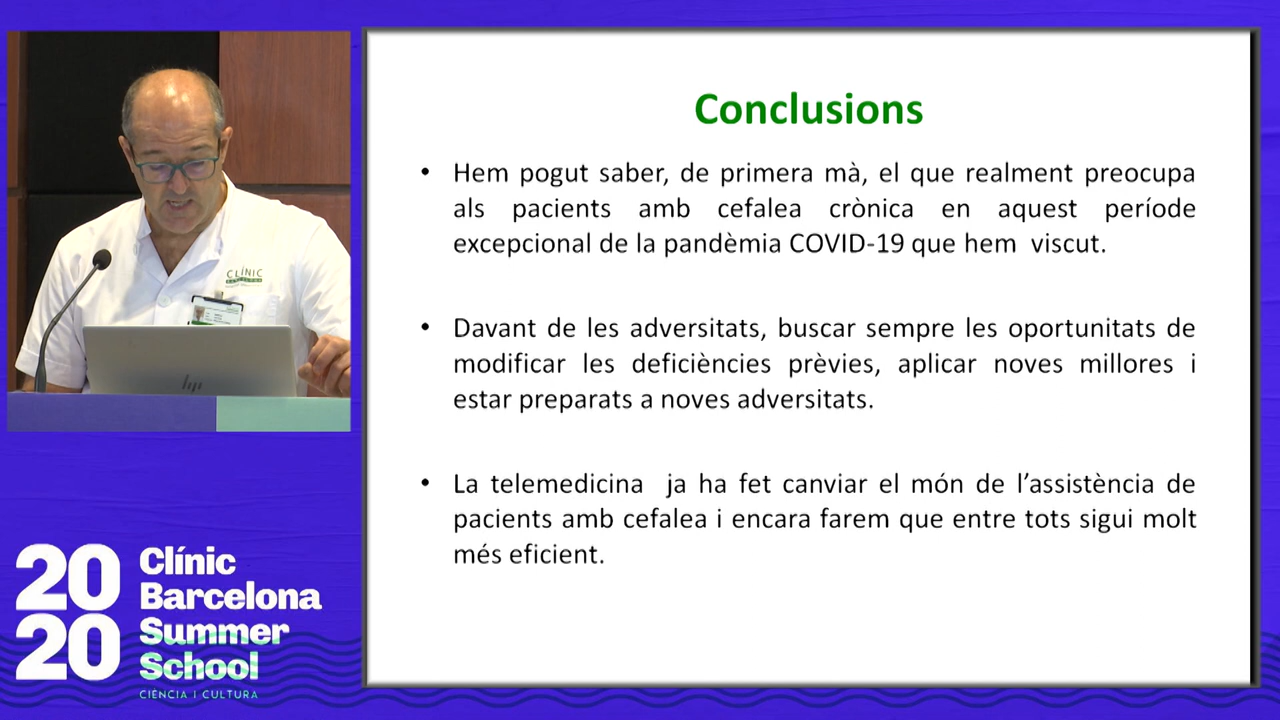 Conclusions
• Hem pogut saber, de primera mà, el que realment preocupa
als pacients amb cefalea crònica en aquest període
excepcional de la pandèmia COVID-19 que hem viscut.
• Davant de les adversitats, buscar sempre les oportunitats de
modificar les deficiències prèvies, aplicar noves millores i
estar preparats a noves adversitats.
• La telemedicina ja ha fet canviar el món de l’assistència de
pacients amb cefalea i encara farem que entre tots sigui molt
més eficient.
CLÍNIC
BARCELONA
hp
20
20
Clínic
Barcelona
Summer
School
CIÈNCIA I CULTURA